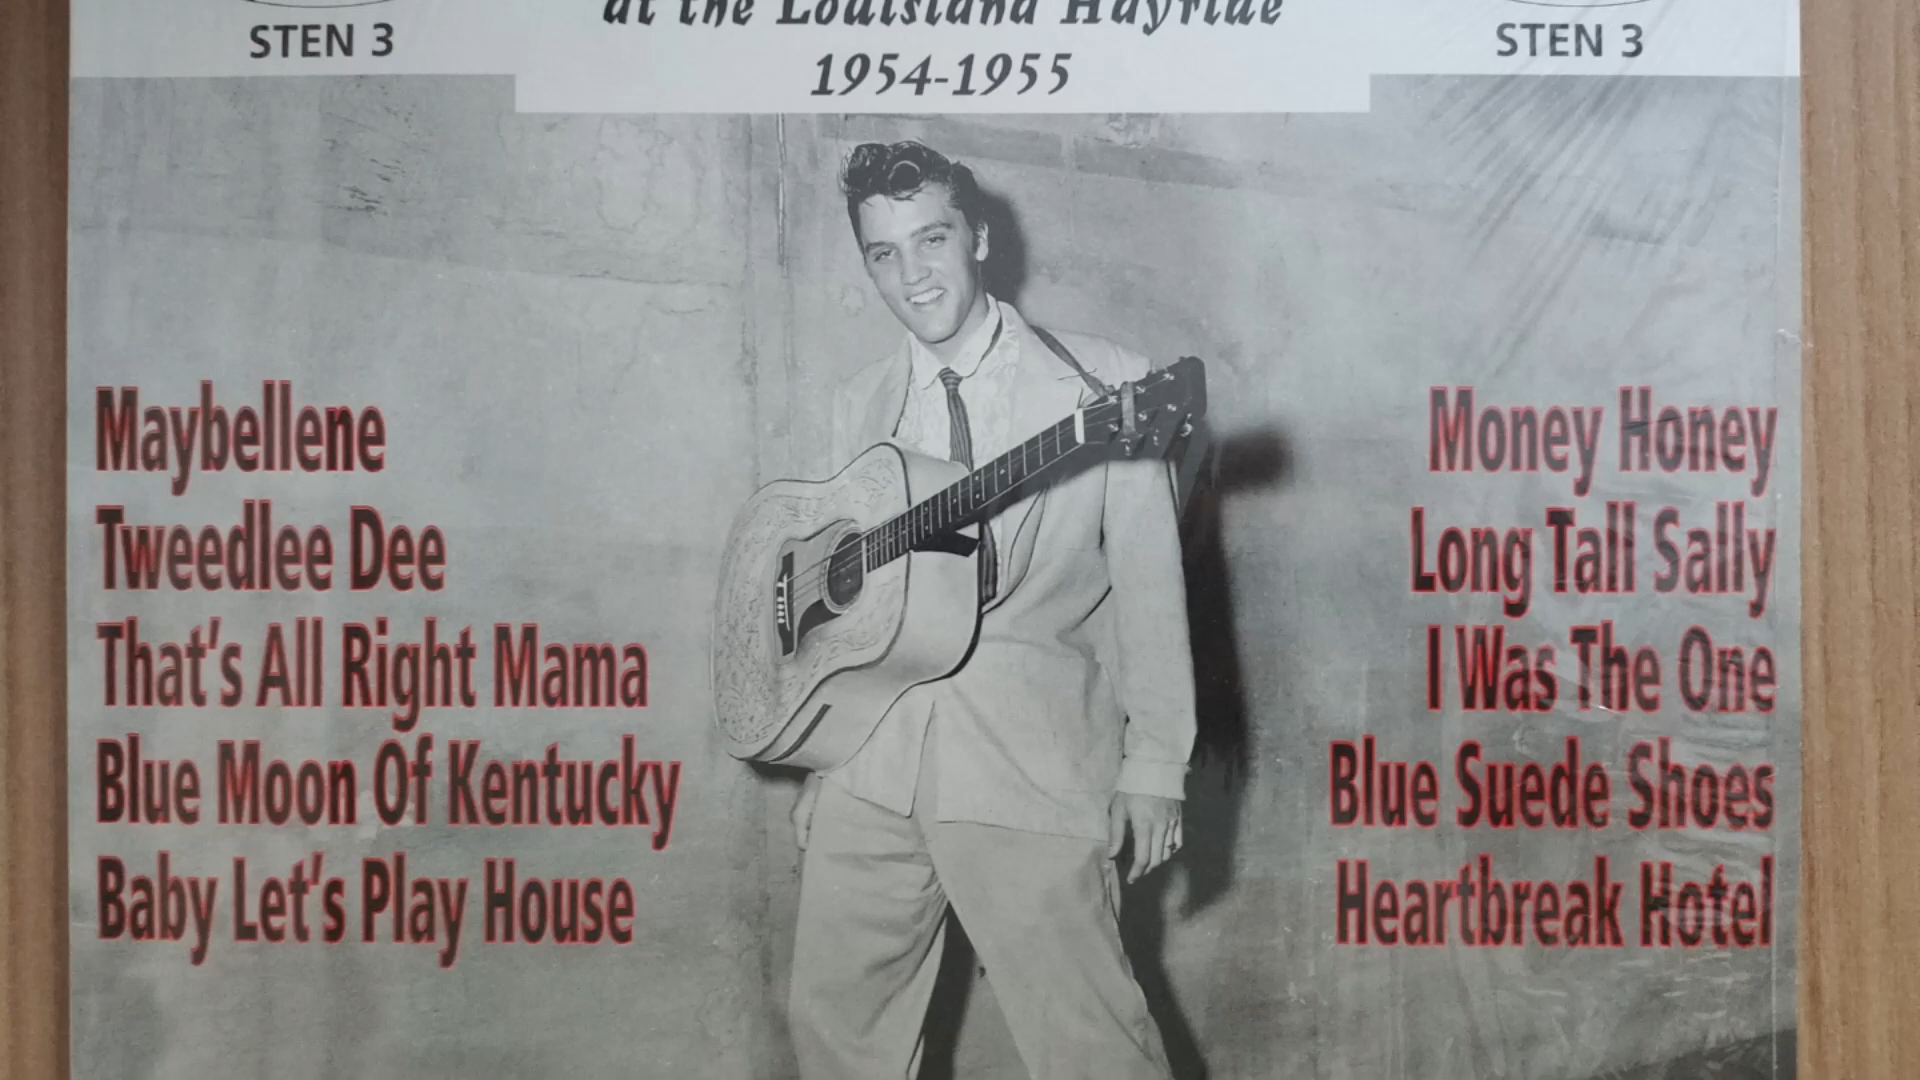 at the Louisiana Hayride
1954-1955
STEN 3
STEN 3
Maybellene
Tweedlee Dee
That's All Right Mama
Blue Moon Of Kentucky
Baby Let's Play House
Money Honey
Long Tall Sally
I Was The One
Blue Suede Shoes
Heartbreak Hotel